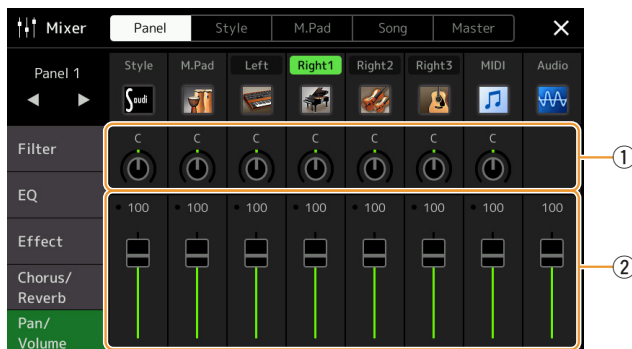 Mixer
Panel
Style
M.Pad
Song
Master
Panel 1
Style
M.Pad
Left
Right1
Right2
Right3
MIDI
Audio
Soudi
Filter
C C C C C C C
①
EQ
100 100 100 100 100 100 100 100
Effect
②
Chorus/
Reverb
Pan/
Volume